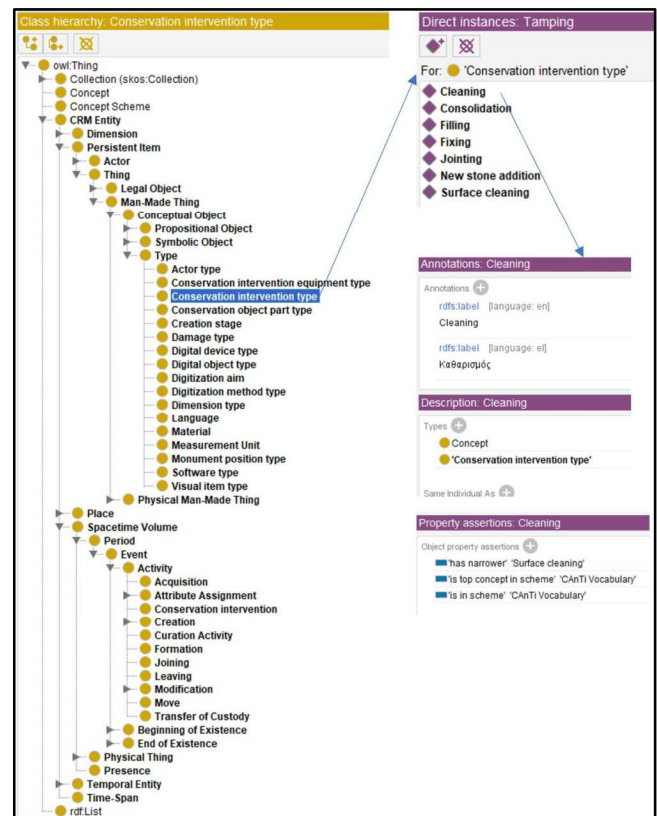 Class hierarchy: Conservation intervention type
owl:Thing
Collection (skos:Collection)
Concept
Concept Scheme
CRM Entity
Dimension
Persistent Item
Actor
Thing
Legal Object
Man-Made Thing
Conceptual Object
Propositional Object
Symbolic Object
Type
Actor type
Conservation intervention equipment type
Conservation intervention type
Conservation object part type
Creation stage
Damage type
Digital device type
Digital object type
Digitization aim
Digitization method type
Dimension type
Language
Material
Measurement Unit
Monument position type
Software type
Visual item type
Physical Man-Made Thing
Place
Spacetime Volume
Period
Event
Activity
Acquisition
Attribute Assignment
Conservation intervention
Creation
Curation Activity
Formation
Joining
Leaving
Modification
Move
Transfer of Custody
Beginning of Existence
End of Existence
Physical Thing
Presence
Temporal Entity
Time-Span
rdf:List
Direct instances: Tamping
For: 'Conservation intervention type'
Cleaning
Consolidation
Filling
Fixing
Jointing
New stone addition
Surface cleaning
Annotations: Cleaning
Annotations
rdfs:label [language: en]
Cleaning
rdfs:label [language: el]
Καθαρισμός
Description: Cleaning
Types
Concept
'Conservation intervention type'
Same Individual As
Property assertions: Cleaning
Object property assertions
'has narrower' 'Surface cleaning'
'is top concept in scheme' 'CAnTi Vocabulary'
'is in scheme' 'CAnTi Vocabulary'